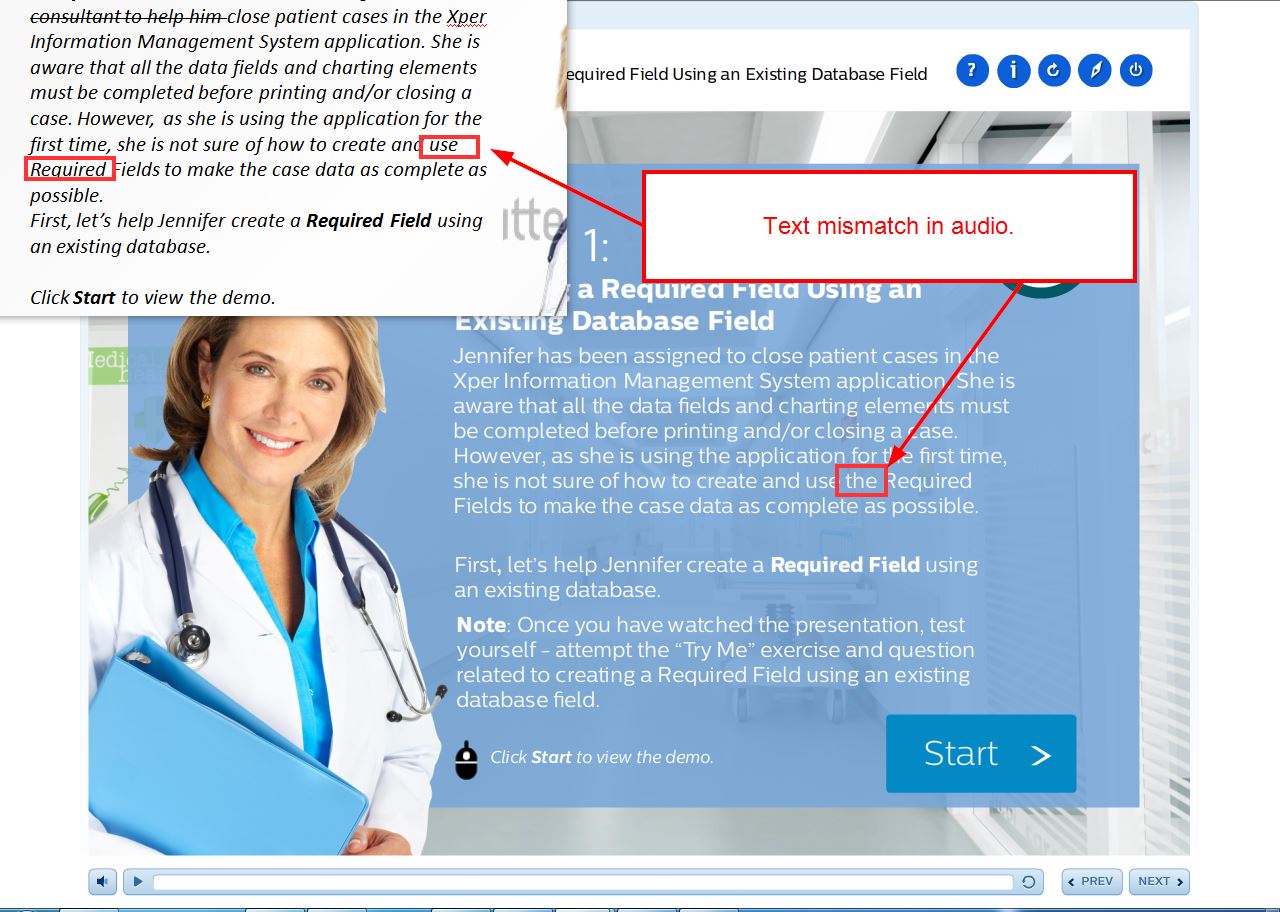 consultant to help him close patient cases in the Xper
Information Management System application. She is
aware that all the data fields and charting elements
must be completed before printing and/or closing a
case. However, as she is using the application for the
first time, she is not sure of how to create and use
Required Fields to make the case data as complete as
possible.
First, let's help Jennifer create a Required Field using
an existing database.
Click Start to view the demo.
equired Field Using an Existing Database Field
?
i
Text mismatch in audio.
1:
a Required Field Using an
Existing Database Field
Jennifer has been assigned to close patient cases in the
Xper Information Management System application. She is
aware that all the data fields and charting elements must
be completed before printing and/or closing a case.
However, as she is using the application for the first time,
she is not sure of how to create and use the Required
Fields to make the case data as complete as possible.
First, let's help Jennifer create a Required Field using
an existing database.
Note: Once you have watched the presentation, test
yourself - attempt the “Try Me” exercise and question
related to creating a Required Field using an existing
database field.
Click Start to view the demo.
Start >
PREV
NEXT